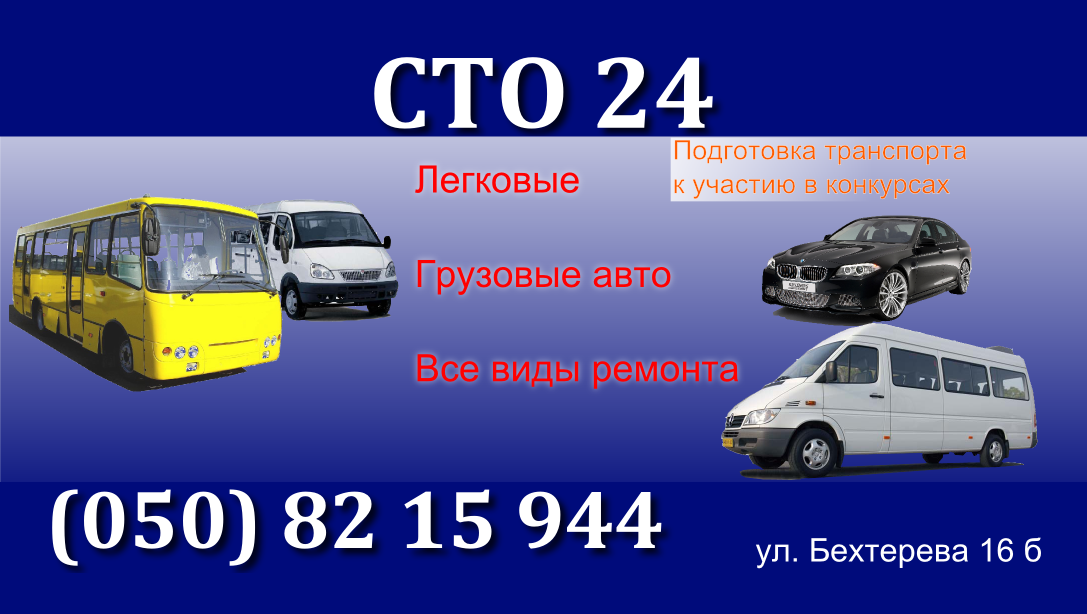 СТО 24
Подготовка транспорта
к участию в конкурсах
Легковые
Грузовые авто
Все виды ремонта
(050) 82 15 944
ул. Бехтерева 16 б